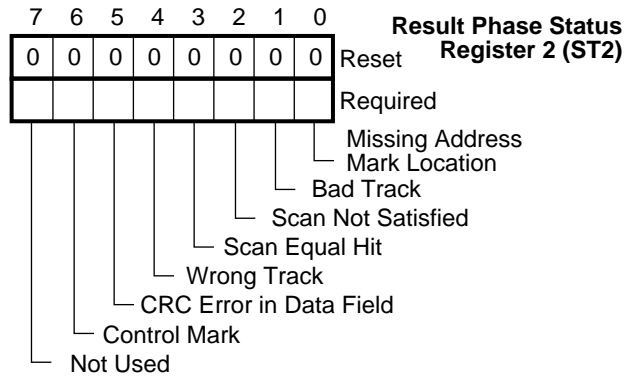 7 6 5 4 3 2 1 0
Result Phase Status
Register 2 (ST2)
0 0 0 0 0 0 0 0 Reset
Required
Missing Address
Mark Location
Bad Track
Scan Not Satisfied
Scan Equal Hit
Wrong Track
CRC Error in Data Field
Control Mark
Not Used